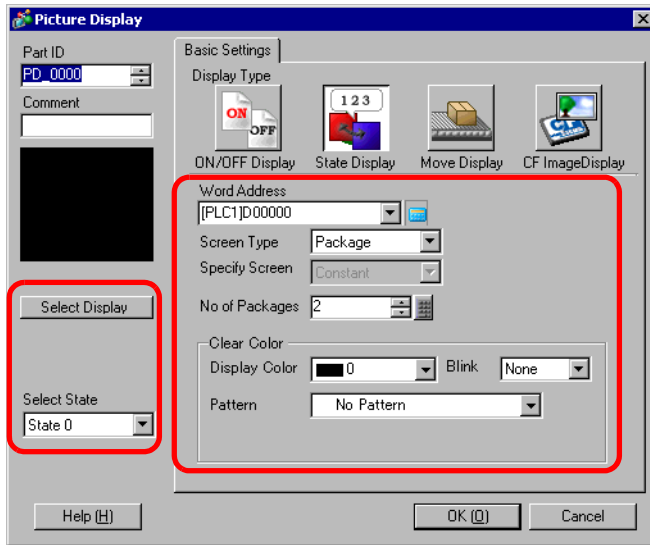 Picture Display
Part ID
PD_0000
Comment
Select Display
Select State
State 0
Basic Settings
Display Type
ON
OFF
123
ON/OFF Display State Display Move Display CF ImageDisplay
Word Address
[PLC1]D00000
Screen Type Package
Specify Screen Constant
No of Packages 2
Clear Color
Display Color 0 Blink None
Pattern No Pattern
Help (H) OK (O) Cancel